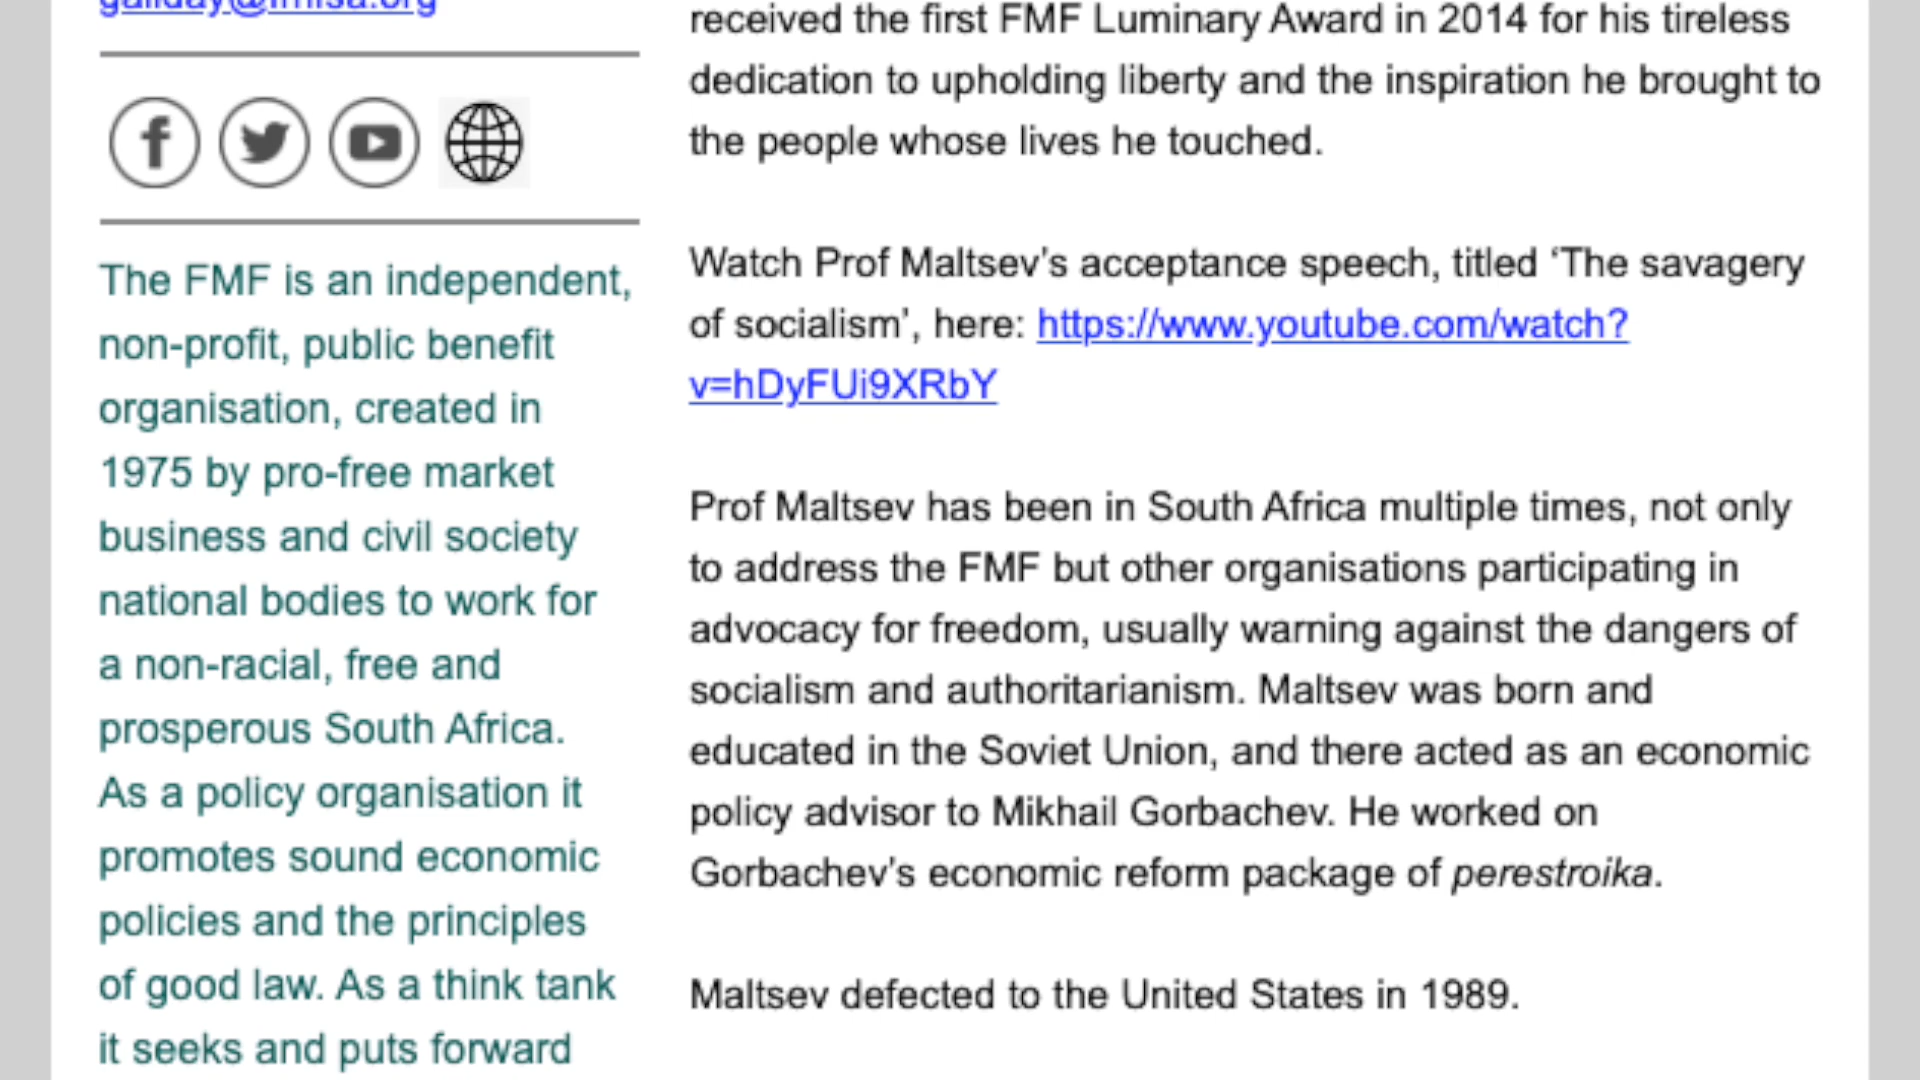 The FMF is an independent,
non-profit, public benefit
organisation, created in
1975 by pro-free market
business and civil society
national bodies to work for
a non-racial, free and
prosperous South Africa.
As a policy organisation it
promotes sound economic
policies and the principles
of good law. As a think tank
it seeks and puts forward
received the first FMF Luminary Award in 2014 for his tireless
dedication to upholding liberty and the inspiration he brought to
the people whose lives he touched.
Watch Prof Maltsev’s acceptance speech, titled ‘The savagery
of socialism’, here: https://www.youtube.com/watch?
v=hDyFUi9XRbY
Prof Maltsev has been in South Africa multiple times, not only
to address the FMF but other organisations participating in
advocacy for freedom, usually warning against the dangers of
socialism and authoritarianism. Maltsev was born and
educated in the Soviet Union, and there acted as an economic
policy advisor to Mikhail Gorbachev. He worked on
Gorbachev’s economic reform package of perestroika.
Maltsev defected to the United States in 1989.